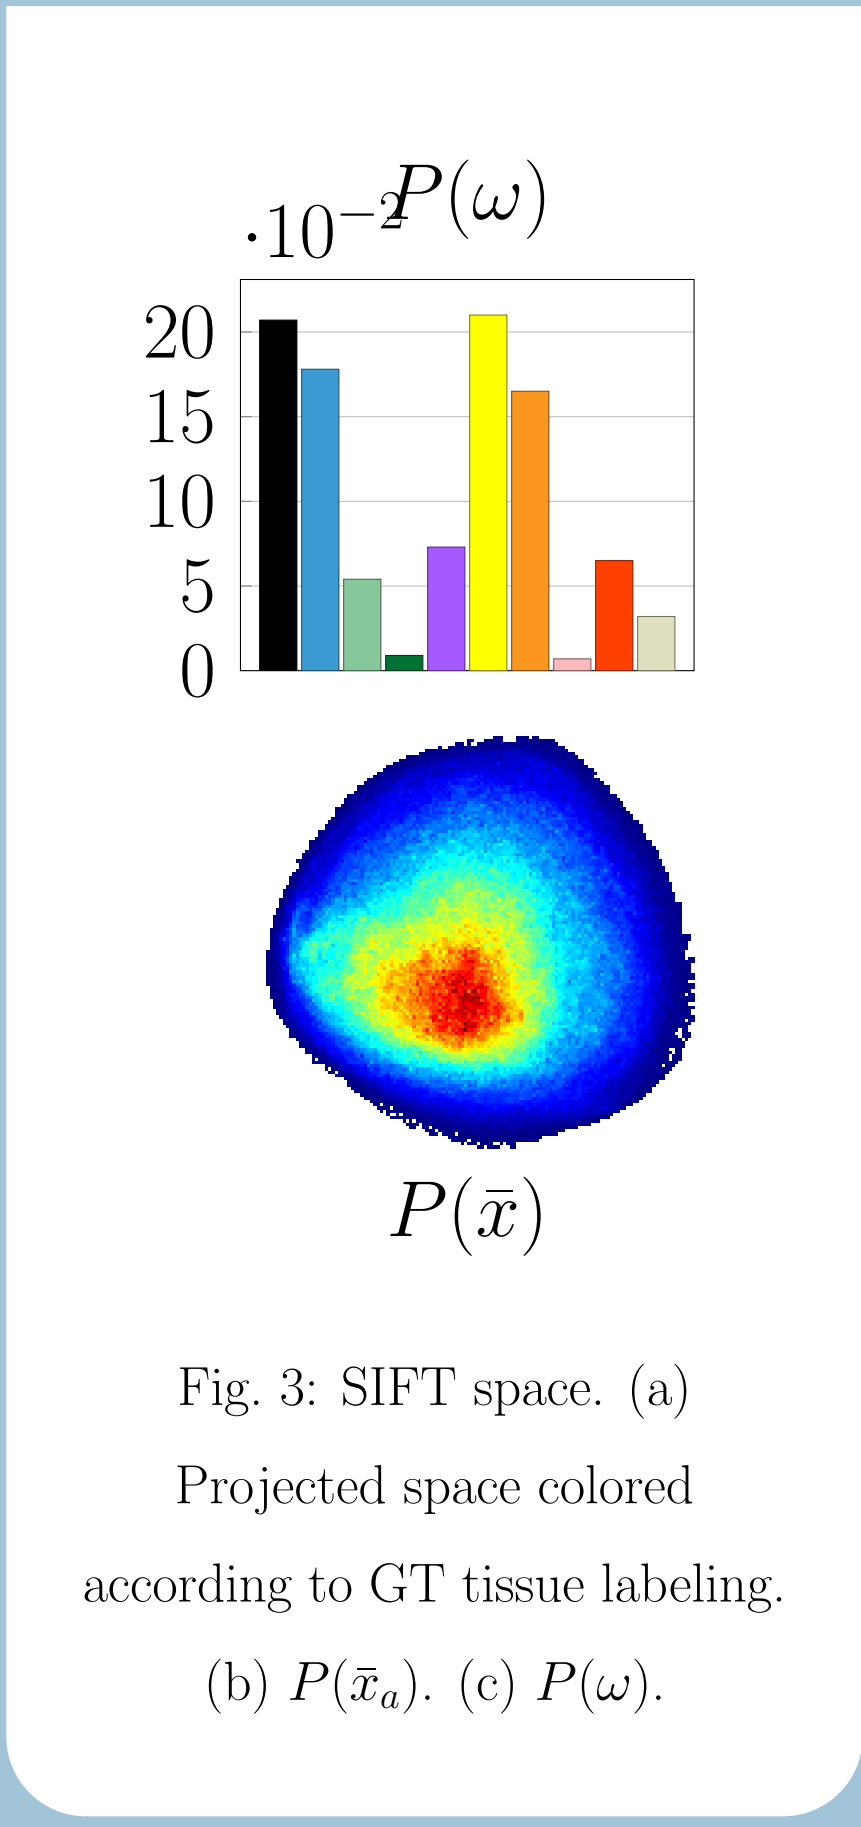 P(ω)
·10⁻²
20
15
10
5
0
P(x̄)
Fig. 3: SIFT space. (a)
Projected space colored
according to GT tissue labeling.
(b) P(x̄ₐ). (c) P(ω).